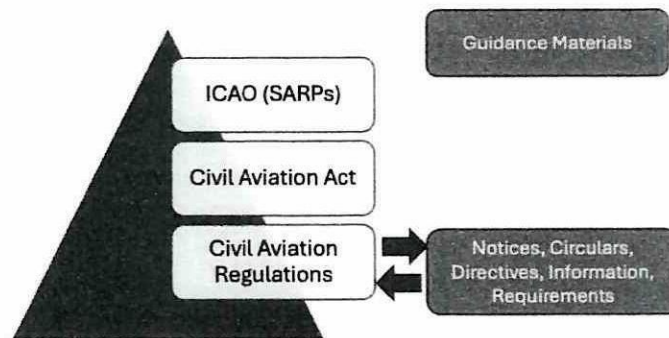 Guidance Materials
ICAO (SARPs)
Civil Aviation Act
Civil Aviation
Regulations
Notices, Circulars,
Directives, Information,
Requirements